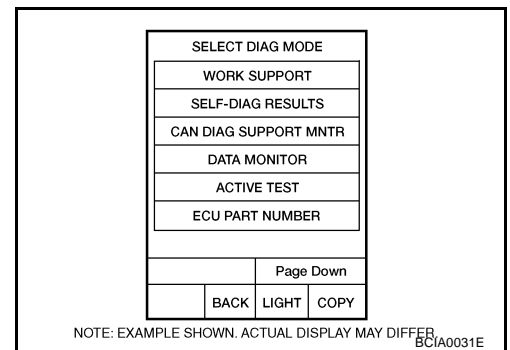 SELECT DIAG MODE
WORK SUPPORT
SELF-DIAG RESULTS
CAN DIAG SUPPORT MNTR
DATA MONITOR
ACTIVE TEST
ECU PART NUMBER
Page Down
BACK LIGHT COPY
NOTE: EXAMPLE SHOWN. ACTUAL DISPLAY MAY DIFFER.
BCIA0031E